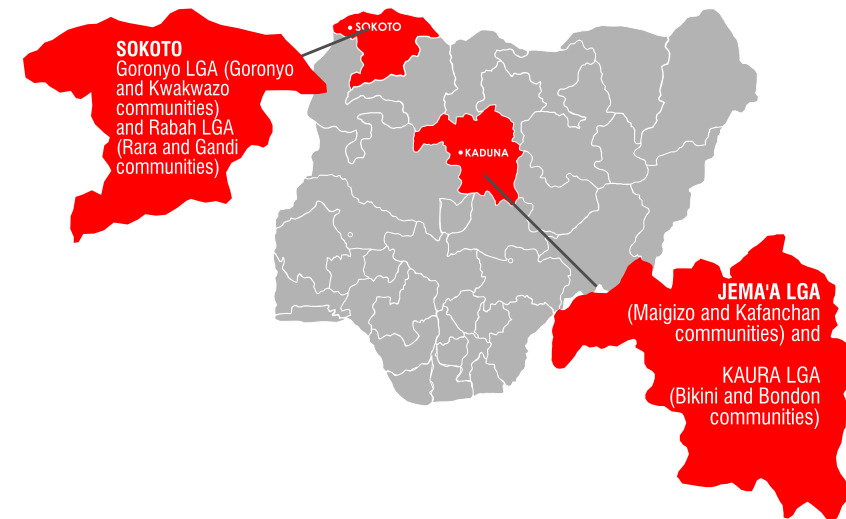 SOKOTO
SOKOTO
Goronyo LGA (Goronyo
and Kwakwazo
communities)
and Rabah LGA
(Rara and Gandi
communities)
KADUNA
JEMA'A LGA
(Maigizo and Kafanchan
communities) and
KAURA LGA
(Bikini and Bondon
communities)